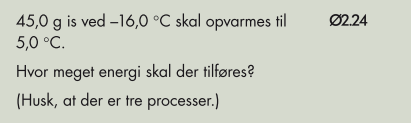 45,0 g is ved –16,0 °C skal opvarmes til Ø2.24
5,0 °C.
Hvor meget energi skal der tilføres?
(Husk, at der er tre processer.)